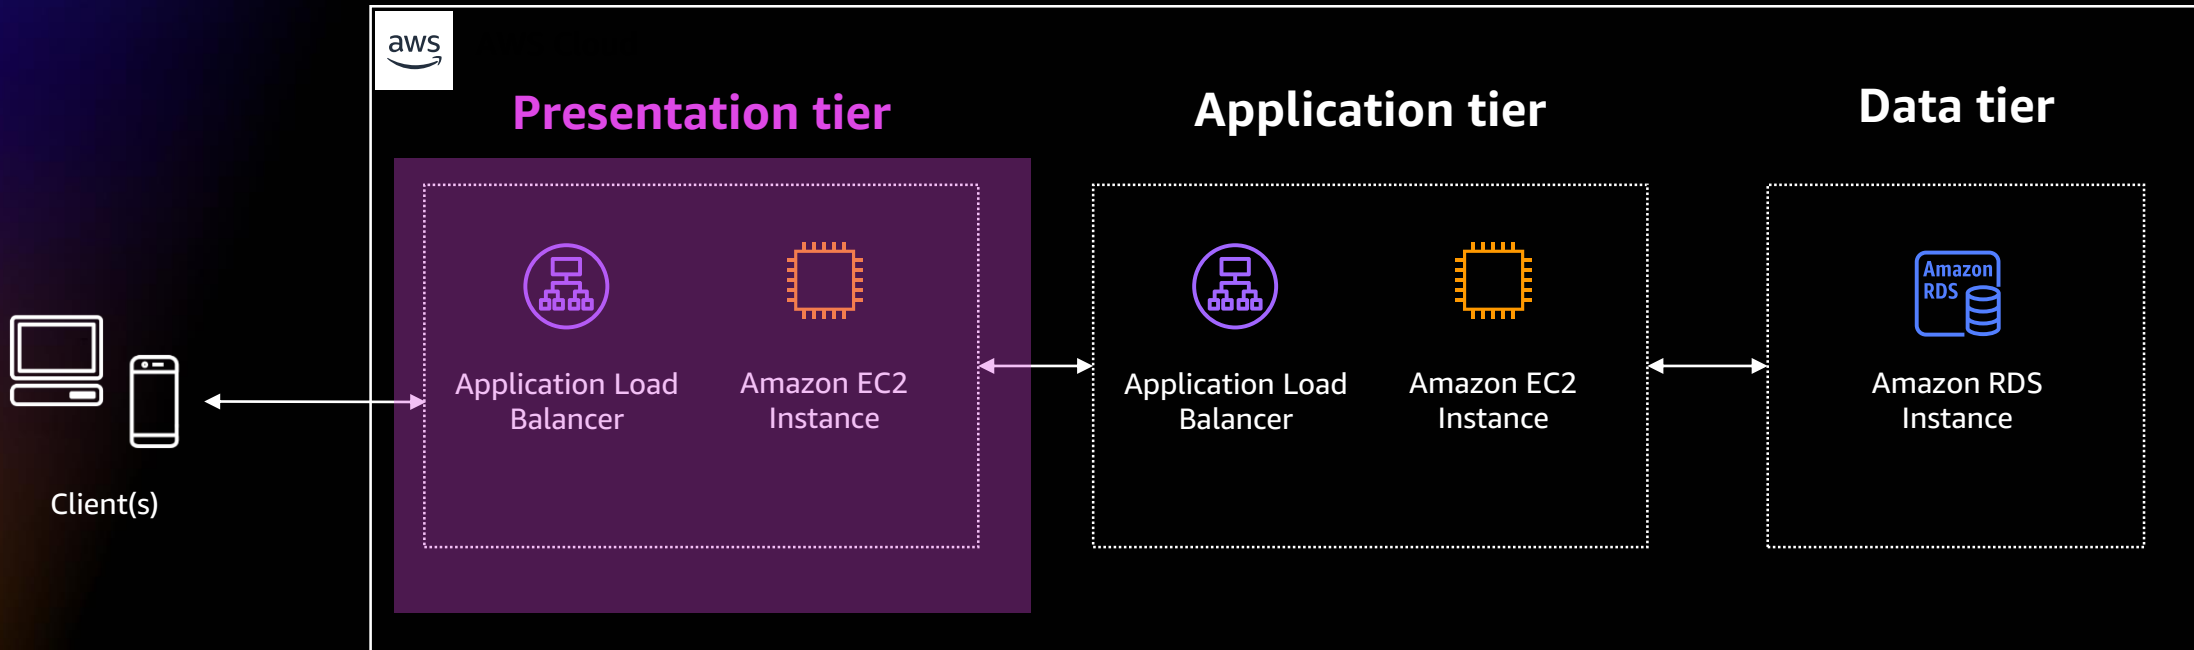 aws
Presentation tier
Application tier
Data tier
Application Load
Balancer
Amazon EC2
Instance
Application Load
Balancer
Amazon EC2
Instance
Amazon
RDS
Amazon RDS
Instance
Client(s)